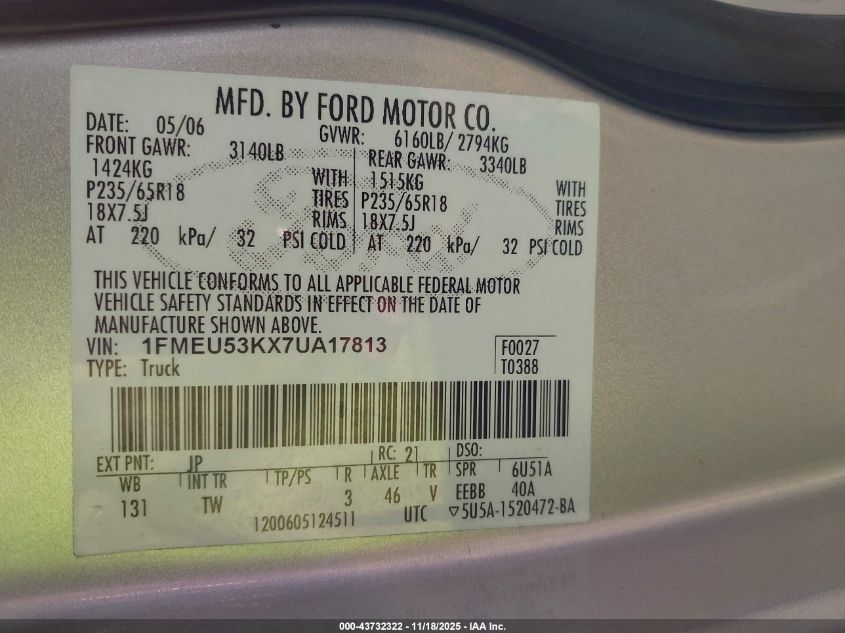 MFD. BY FORD MOTOR CO.
DATE: 05/06 GVWR: 6160LB/ 2794KG
FRONT GAWR: 3140LB REAR GAWR: 3340LB
1424KG WITH 1515KG WITH
P235/65R18 TIRES P235/65R18 TIRES
18X7.5J RIMS 18X7.5J RIMS
AT 220 kPa/ 32 PSI COLD AT 220 kPa/ 32 PSI COLD
THIS VEHICLE CONFORMS TO ALL APPLICABLE FEDERAL MOTOR
VEHICLE SAFETY STANDARDS IN EFFECT ON THE DATE OF
MANUFACTURE SHOWN ABOVE.
VIN: 1FMEU53KX7UA17813 F0027
TYPE: Truck T0388
EXT PNT: JP RC: 21 DSO:
WB INT TR TP/PS R AXLE TR SPR 6U51A
131 TW 3 46 V EEBB 40A
1200605124511 UTC ▽5U5A-1520472-BA
000-43732322 — 11/18/2025 — IAA Inc.